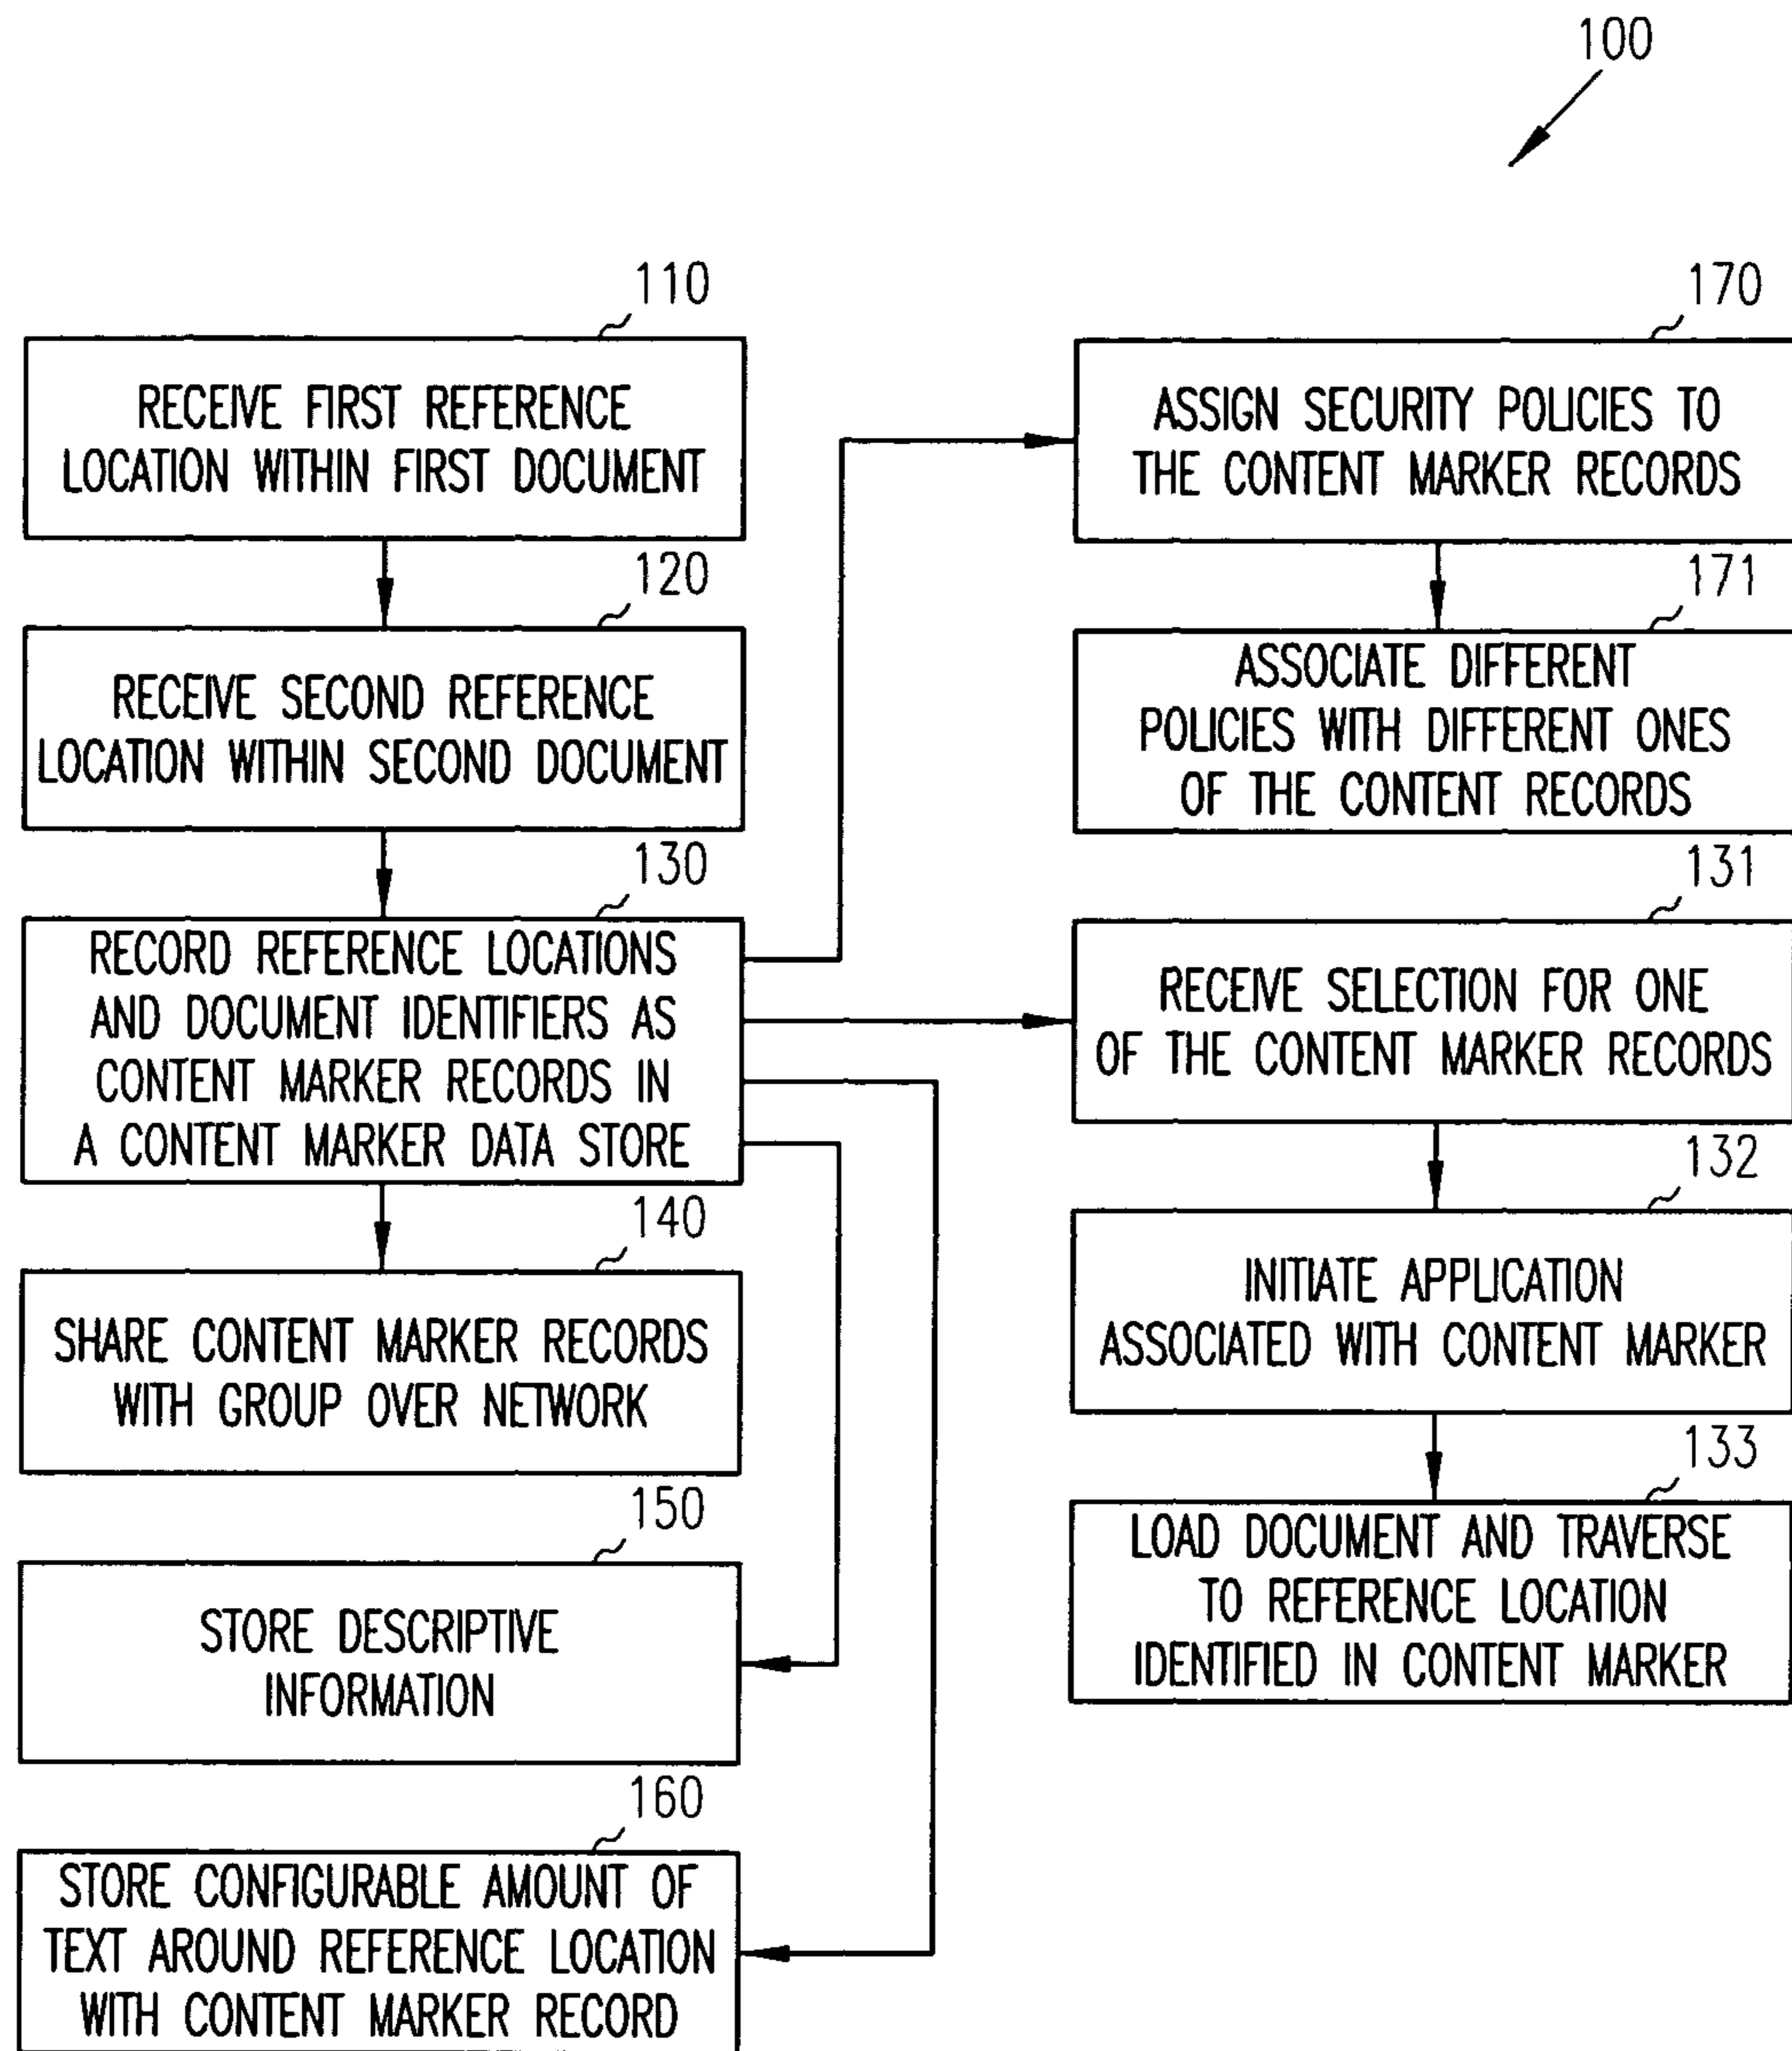 100
110
RECEIVE FIRST REFERENCE
LOCATION WITHIN FIRST DOCUMENT
120
RECEIVE SECOND REFERENCE
LOCATION WITHIN SECOND DOCUMENT
130
RECORD REFERENCE LOCATIONS
AND DOCUMENT IDENTIFIERS AS
CONTENT MARKER RECORDS IN
A CONTENT MARKER DATA STORE
140
SHARE CONTENT MARKER RECORDS
WITH GROUP OVER NETWORK
150
STORE DESCRIPTIVE
INFORMATION
160
STORE CONFIGURABLE AMOUNT OF
TEXT AROUND REFERENCE LOCATION
WITH CONTENT MARKER RECORD
170
ASSIGN SECURITY POLICIES TO
THE CONTENT MARKER RECORDS
171
ASSOCIATE DIFFERENT
POLICIES WITH DIFFERENT ONES
OF THE CONTENT RECORDS
131
RECEIVE SELECTION FOR ONE
OF THE CONTENT MARKER RECORDS
132
INITIATE APPLICATION
ASSOCIATED WITH CONTENT MARKER
133
LOAD DOCUMENT AND TRAVERSE
TO REFERENCE LOCATION
IDENTIFIED IN CONTENT MARKER